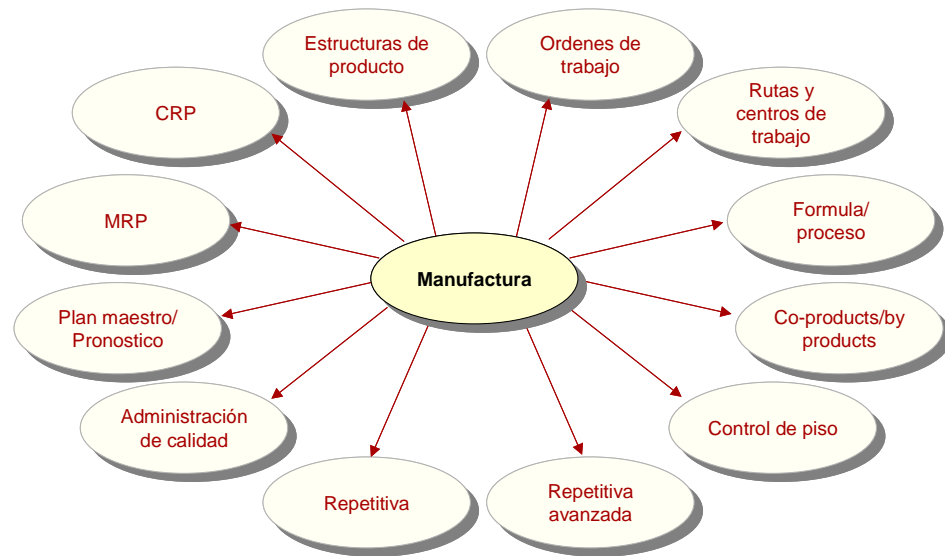 Estructuras de
producto
Ordenes de
trabajo
CRP
Rutas y
centros de
trabajo
MRP
Formula/
proceso
Manufactura
Plan maestro/
Pronostico
Co-products/by
products
Administración
de calidad
Control de piso
Repetitiva
Repetitiva
avanzada